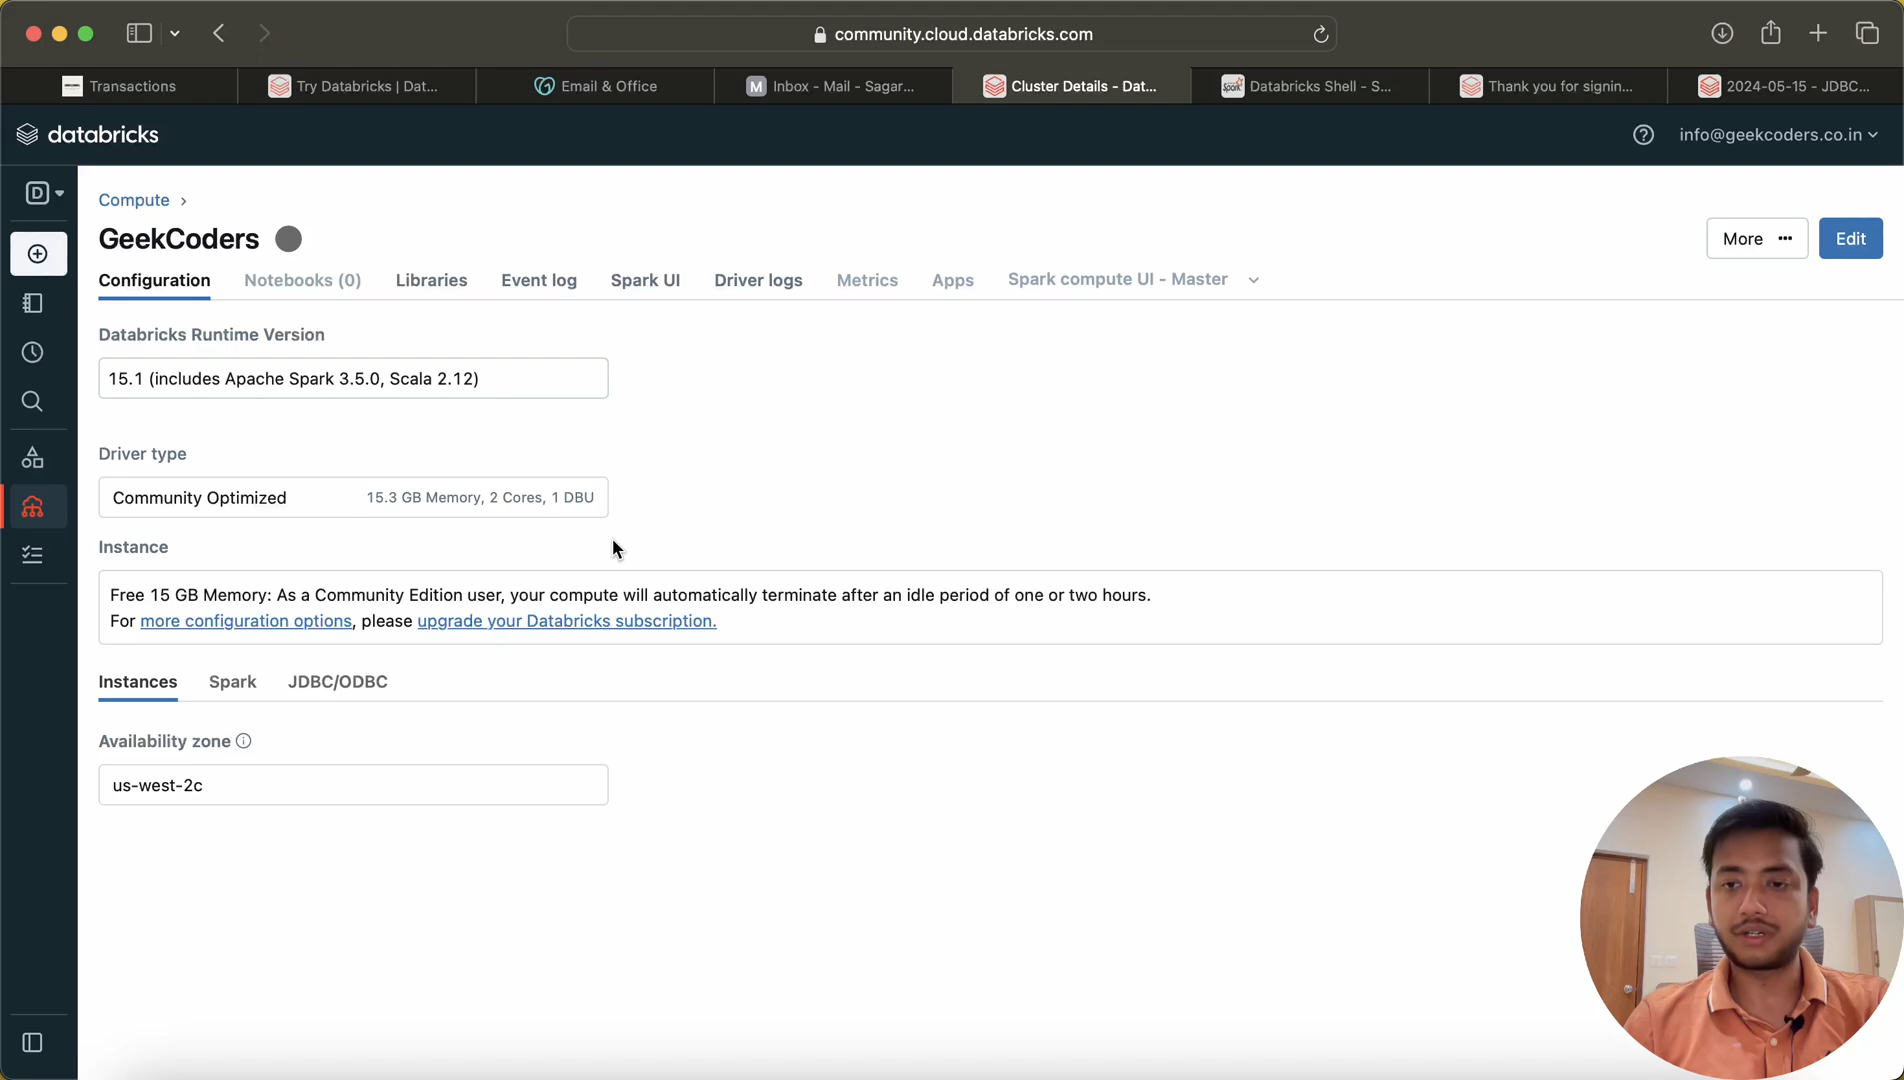 community.cloud.databricks.com
Transactions
Try Databricks | Dat...
Email & Office
M Inbox - Mail - Sagar...
Cluster Details - Dat...
Databricks Shell - S...
Thank you for signin...
2024-05-15 - JDBC...
databricks
info@geekcoders.co.in
D
Compute ›
GeekCoders
More ...
Edit
Configuration
Notebooks (0)
Libraries
Event log
Spark UI
Driver logs
Metrics
Apps
Spark compute UI - Master
Databricks Runtime Version
15.1 (includes Apache Spark 3.5.0, Scala 2.12)
Driver type
Community Optimized
15.3 GB Memory, 2 Cores, 1 DBU
Instance
Free 15 GB Memory: As a Community Edition user, your compute will automatically terminate after an idle period of one or two hours.
For more configuration options, please upgrade your Databricks subscription.
Instances
Spark
JDBC/ODBC
Availability zone
us-west-2c